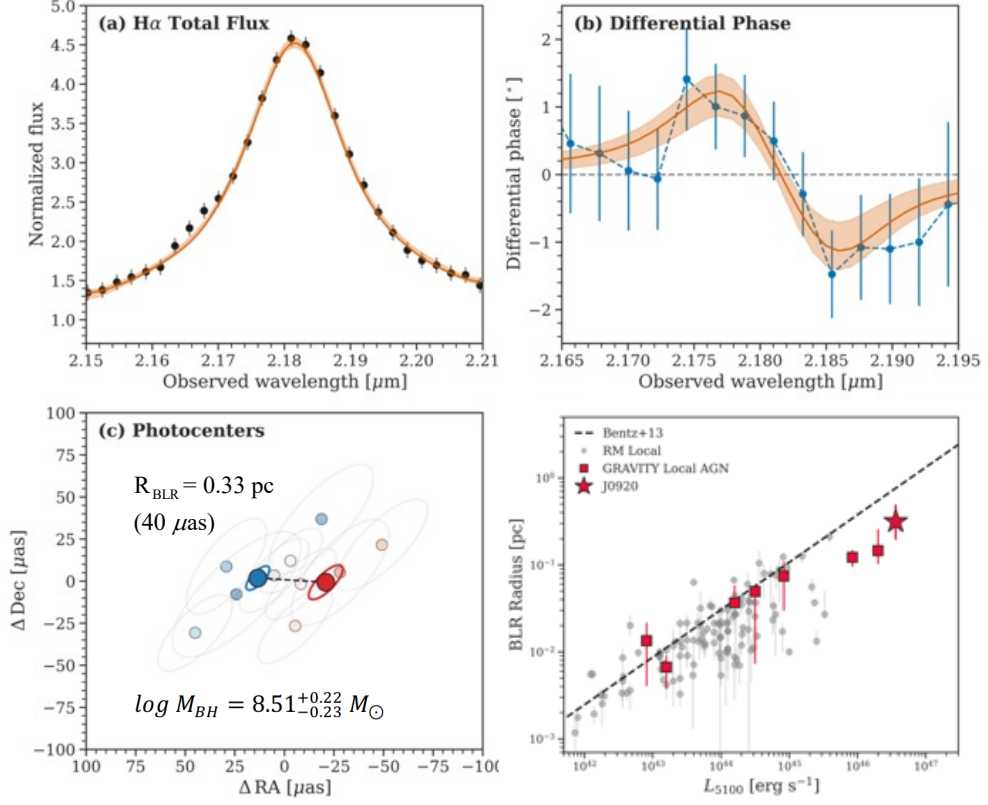 (a) Hα Total Flux
5.0
4.5
4.0
3.5
3.0
2.5
2.0
1.5
1.0
Normalized flux
2.15 2.16 2.17 2.18 2.19 2.20 2.21
Observed wavelength [μm]
(b) Differential Phase
2
1
0
−1
−2
Differential phase [°]
2.165 2.170 2.175 2.180 2.185 2.190 2.195
Observed wavelength [μm]
(c) Photocenters
R_BLR = 0.33 pc
(40 μas)
log M_BH = 8.51^{+0.22}_{−0.23} M_⊙
100
75
50
25
0
−25
−50
−75
−100
Δ Dec [μas]
100 75 50 25 0 −25 −50 −75 −100
Δ RA [μas]
Bentz+13
RM Local
GRAVITY Local AGN
J0920
10^0
10^{−1}
10^{−2}
10^{−3}
BLR Radius [pc]
10^{42} 10^{43} 10^{44} 10^{45} 10^{46} 10^{47}
L_{5100} [erg s^{−1}]